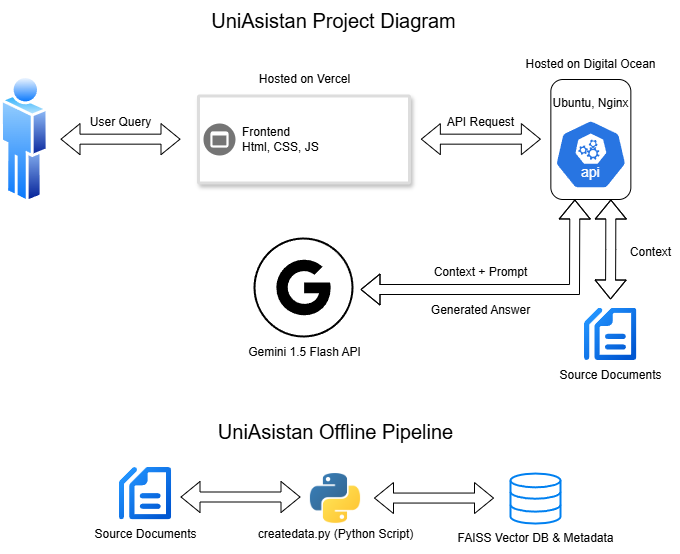 UniAsistan Project Diagram
Hosted on Digital Ocean
Hosted on Vercel
Ubuntu, Nginx
User Query
Frontend
Html, CSS, JS
API Request
api
Context
Context + Prompt
G
Generated Answer
Gemini 1.5 Flash API
Source Documents
UniAsistan Offline Pipeline
Source Documents
createdata.py (Python Script)
FAISS Vector DB & Metadata